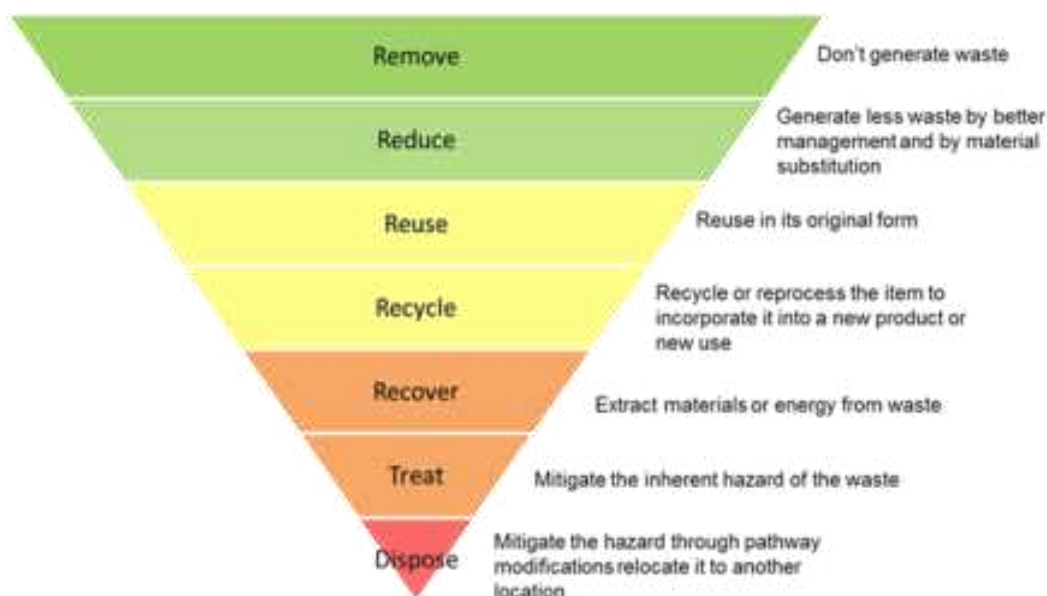 Remove
Don't generate waste
Reduce
Generate less waste by better
management and by material
substitution
Reuse
Reuse in its original form
Recycle
Recycle or reprocess the item to
incorporate it into a new product or
new use
Recover
Extract materials or energy from waste
Treat
Mitigate the inherent hazard of the waste
Dispose
Mitigate the hazard through pathway
modifications relocate it to another
location